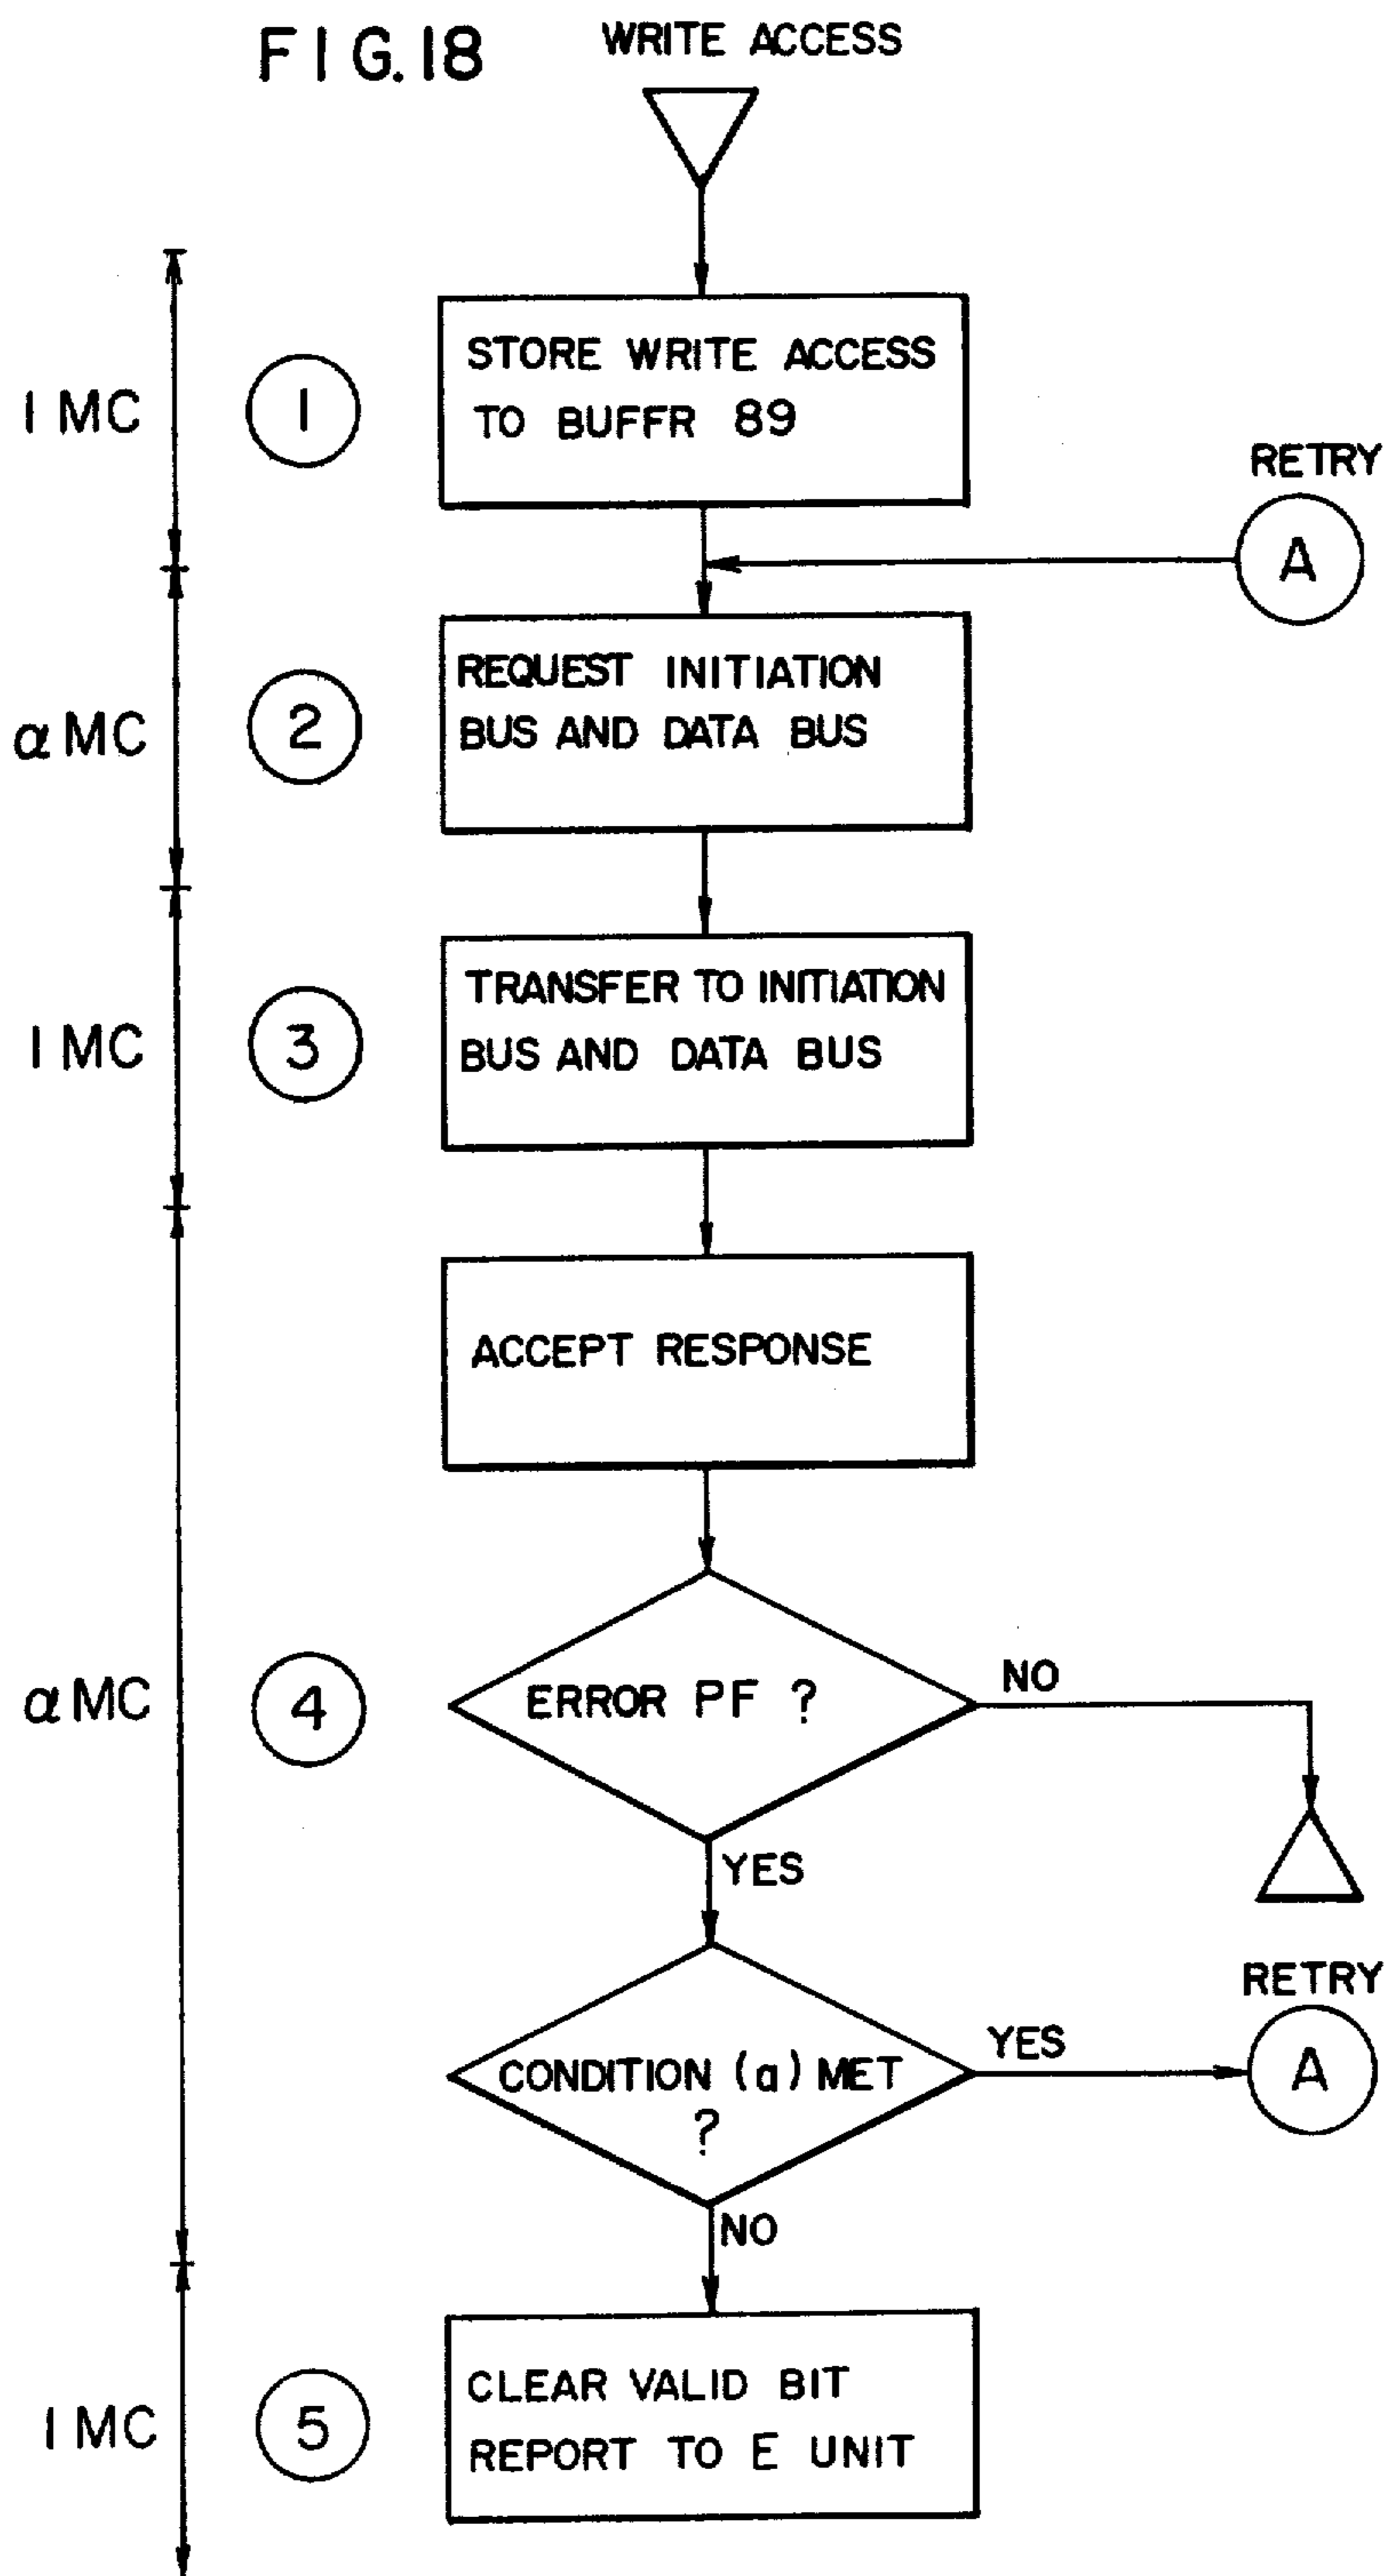 FIG.18
WRITE ACCESS
1 MC
1
STORE WRITE ACCESS
TO BUFFR 89
RETRY
A
α MC
2
REQUEST INITIATION
BUS AND DATA BUS
1 MC
3
TRANSFER TO INITIATION
BUS AND DATA BUS
ACCEPT RESPONSE
α MC
4
ERROR PF ?
NO
YES
RETRY
CONDITION (a) MET
?
YES
A
NO
1 MC
5
CLEAR VALID BIT
REPORT TO E UNIT